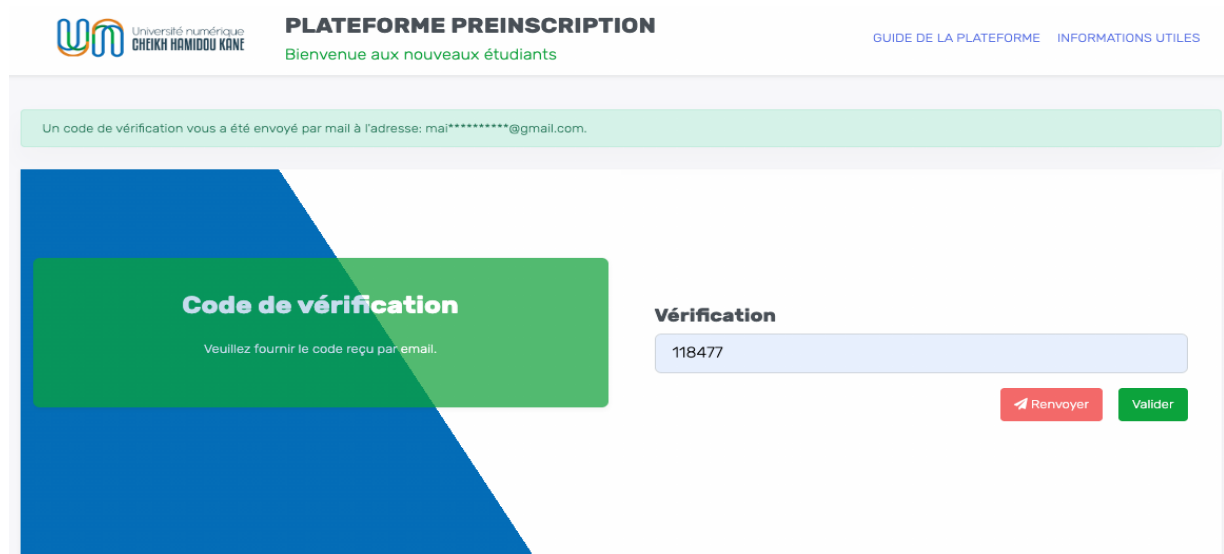 Université numérique
CHEIKH HAMIDOU KANE
PLATEFORME PREINSCRIPTION
Bienvenue aux nouveaux étudiants
GUIDE DE LA PLATEFORME INFORMATIONS UTILES
Un code de vérification vous a été envoyé par mail à l'adresse: mai**********@gmail.com.
Code de vérification
Veuillez fournir le code reçu par email.
Vérification
118477
Renvoyer Valider